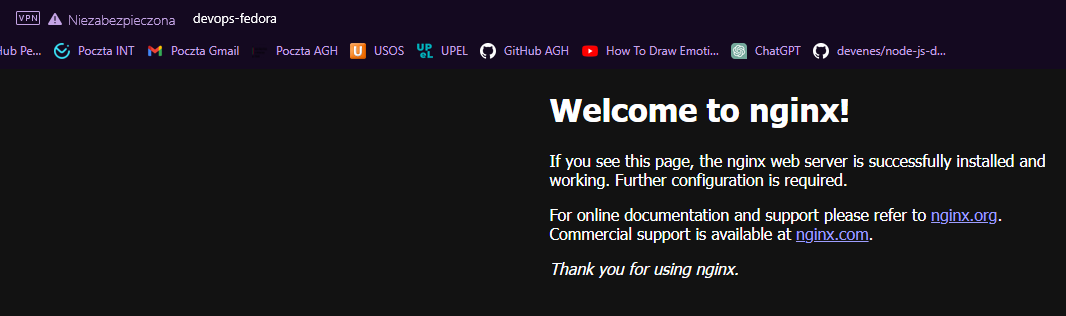 VPN Niezabezpieczona devops-fedora
Hub Pe... Poczta INT Poczta Gmail Poczta AGH U USOS UPEL UPEL GitHub AGH How To Draw Emoti... ChatGPT devenes/node-js-d...
Welcome to nginx!
If you see this page, the nginx web server is successfully installed and
working. Further configuration is required.
For online documentation and support please refer to nginx.org.
Commercial support is available at nginx.com.
Thank you for using nginx.